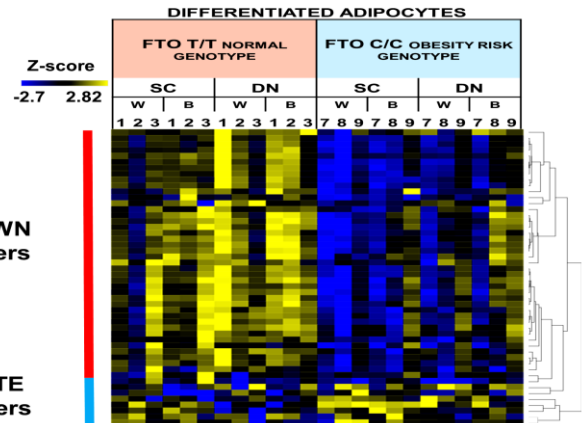 DIFFERENTIATED ADIPOCYTES
FTO T/T NORMAL GENOTYPE
FTO C/C OBESITY RISK GENOTYPE
Z-score
-2.7 2.82
SC DN SC DN
W B W B W B W B
1 2 3 1 2 3 1 2 3 1 2 3 7 8 9 7 8 9 7 8 9 7 8 9
WN
ers
TE
ers